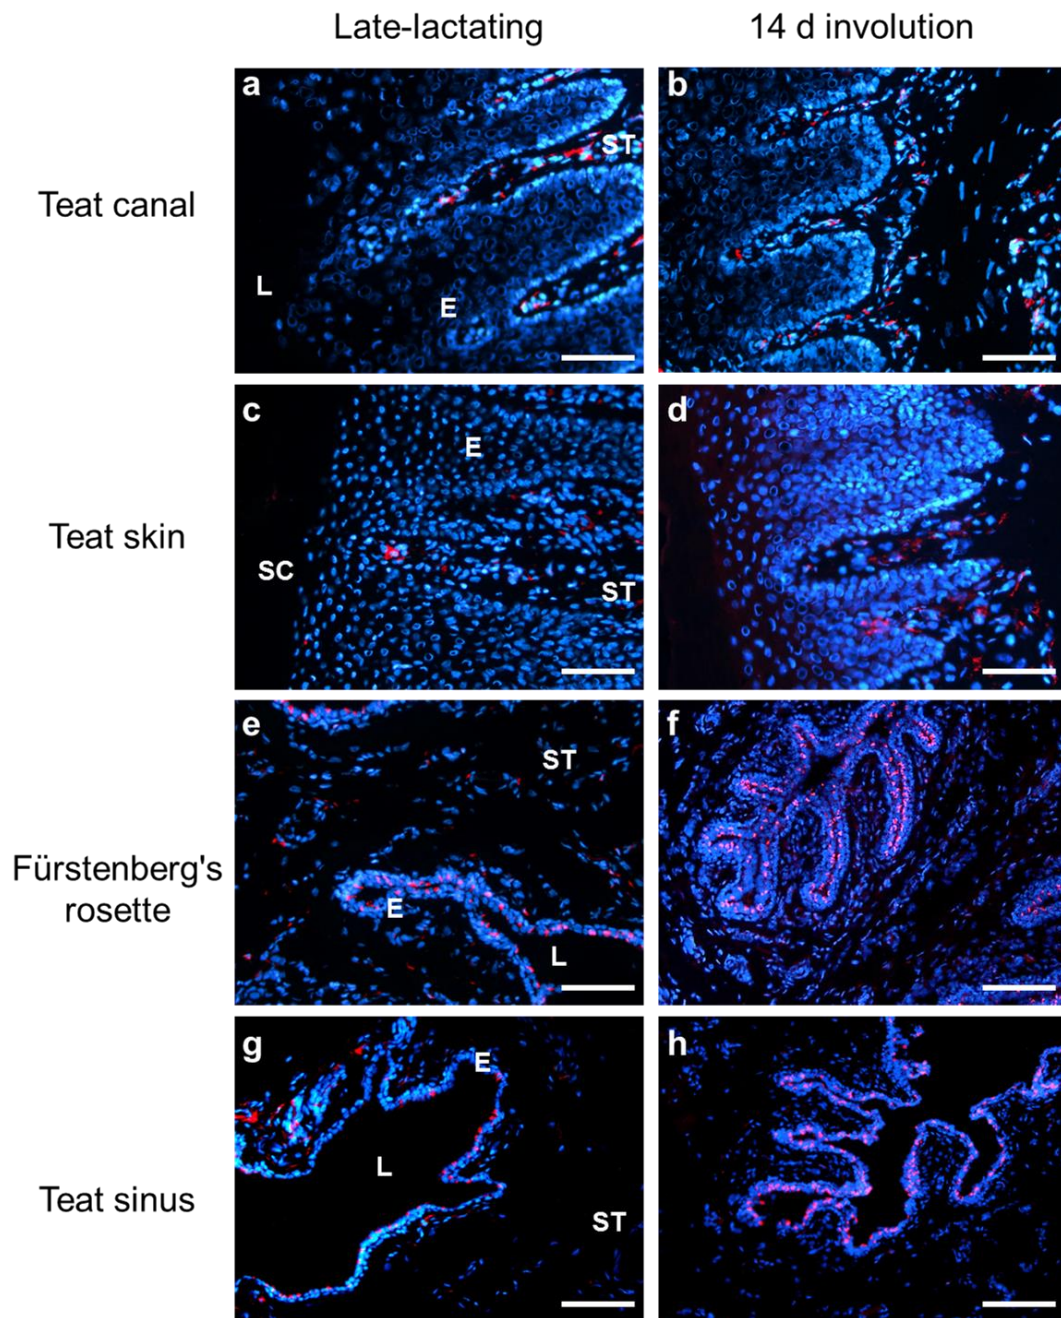 Late-lactating 14 d involution
Teat canal
a
ST
L
E
b
Teat skin
c
E
SC
ST
d
Fürstenberg's
rosette
e
ST
E
L
f
Teat sinus
g
E
L
ST
h